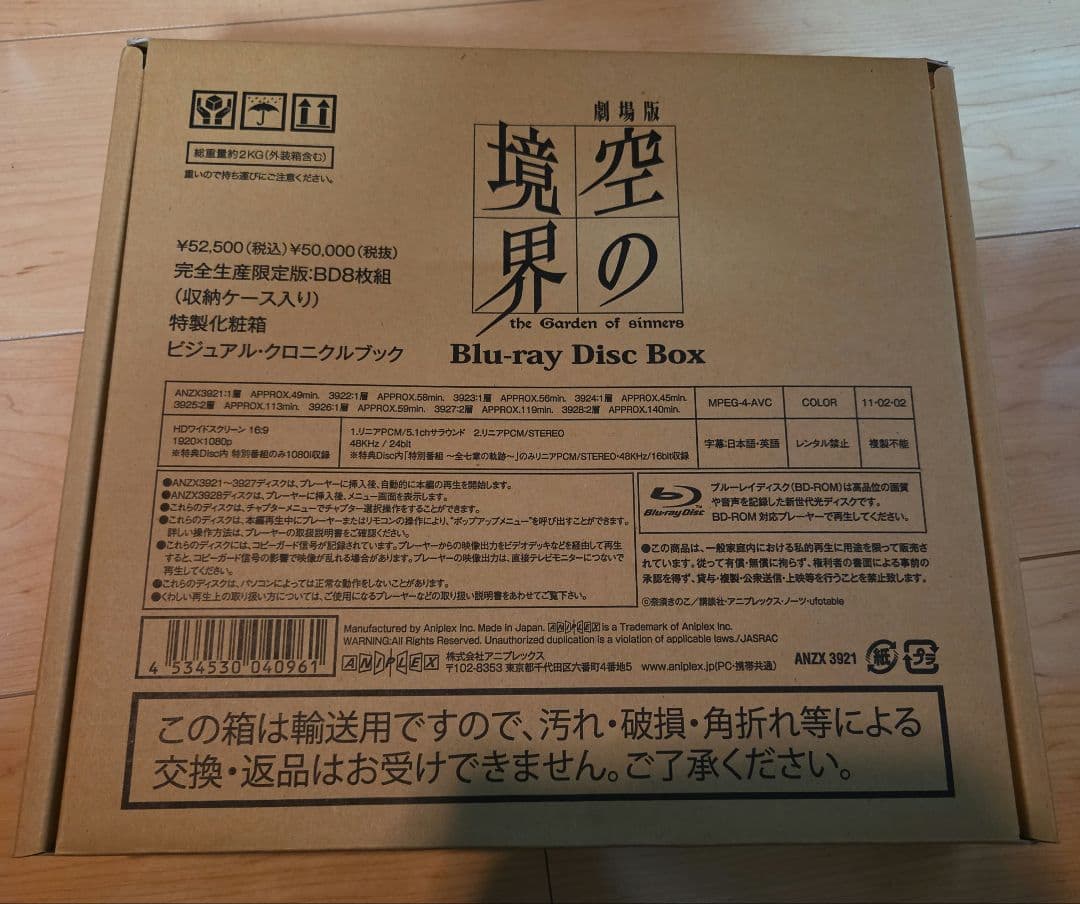 総重量約2KG(外装箱含む)
重いので持ち運びにご注意ください。
劇場版
空の境界
the Garden of sinners
Blu-ray Disc Box
¥52,500(税込)¥50,000(税抜)
完全生産限定版:BD8枚組
(収納ケース入り)
特製化粧箱
ビジュアル・クロニクルブック
ANZX3921:1層 APPROX.49min. 3922:1層 APPROX.58min. 3923:1層 APPROX.56min. 3924:1層 APPROX.45min.
3925:2層 APPROX.113min. 3926:1層 APPROX.59min. 3927:2層 APPROX.119min. 3928:2層 APPROX.140min.
MPEG-4-AVC
COLOR
11・02・02
HDワイドスクリーン 16:9
1920×1080p
※特典Disc内 特別番組のみ1080i収録
1.リニアPCM/5.1chサラウンド 2.リニアPCM/STEREO
48KHz / 24bit
※特典Disc内「特別番組 ～全七章の軌跡～」のみリニアPCM/STEREO・48KHz/16bit収録
字幕:日本語・英語
レンタル禁止
複製不能
●ANZX3921～3927ディスクは、プレーヤーに挿入後、自動的に本編の再生を開始します。
●ANZX3928ディスクは、プレーヤーに挿入後、メニュー画面を表示します。
●これらのディスクは、チャプターメニューでチャプター選択操作をすることができます。
●これらのディスクは、本編再生中にプレーヤーまたはリモコンの操作により、"ポップアップメニュー"を呼び出すことができます。
詳しい操作方法は、プレーヤーの取扱説明書をご確認ください。
●これらのディスクには、コピーガード信号が記録されています。プレーヤーからの映像出力をビデオデッキなどを経由して再生
すると、コピーガード信号の影響で映像が乱れる場合があります。プレーヤーの映像出力は、直接テレビモニターにつないで
再生してください。
●これらのディスクは、パソコンによっては正常な動作をしないことがあります。
●くわしい再生上の取り扱い方については、ご使用になるプレーヤーなどの取り扱い説明書をあわせてご覧下さい。
Blu-ray Disc
ブルーレイディスク(BD-ROM)は高品位の画質
や音声を記録した新世代光ディスクです。
BD-ROM 対応プレーヤーで再生してください。
●この商品は、一般家庭内における私的再生に用途を限って販売さ
れています。従って有償・無償に拘らず、権利者の書面による事前の
承認を得ず、貸与・複製・公衆送信・上映等を行うことを禁止致します。
©奈須きのこ/講談社・アニプレックス・ノーツ・ufotable
4 534530 040961
Manufactured by Aniplex Inc. Made in Japan. ANIPLEX is a Trademark of Aniplex Inc.
WARNING:All Rights Reserved. Unauthorized duplication is a violation of applicable laws./JASRAC
ANIPLEX
株式会社アニプレックス
〒102-8353 東京都千代田区六番町4番地5 www.aniplex.jp(PC・携帯共通)
ANZX 3921
紙
プラ
この箱は輸送用ですので、汚れ・破損・角折れ等による
交換・返品はお受けできません。ご了承ください。